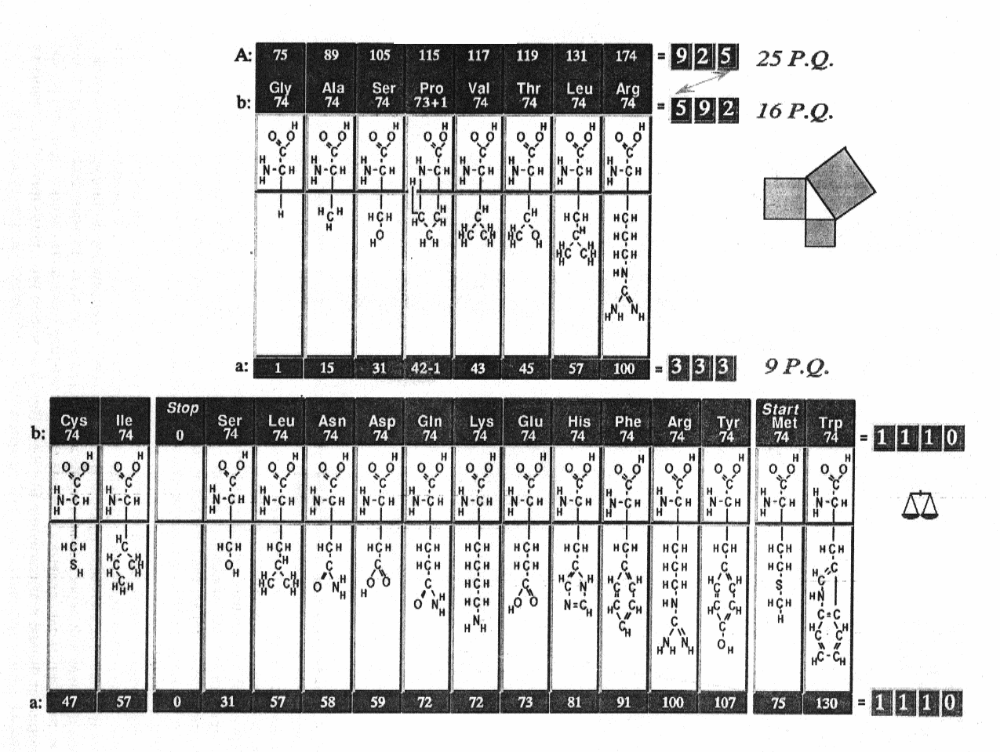 A: 75 89 105 115 117 119 131 174 = 9 2 5 25 P.Q.
Gly Ala Ser Pro Val Thr Leu Arg
b: 74 74 74 73+1 74 74 74 74 = 5 9 2 16 P.Q.
a: 1 15 31 42-1 43 45 57 100 = 3 3 3 9 P.Q.
Stop Start
Cys Ile Ser Leu Asn Asp Gln Lys Glu His Phe Arg Tyr Met Trp
b: 74 74 0 74 74 74 74 74 74 74 74 74 74 74 74 74 = 1 1 1 0
a: 47 57 0 31 57 58 59 72 72 73 81 91 100 107 75 130 = 1 1 1 0